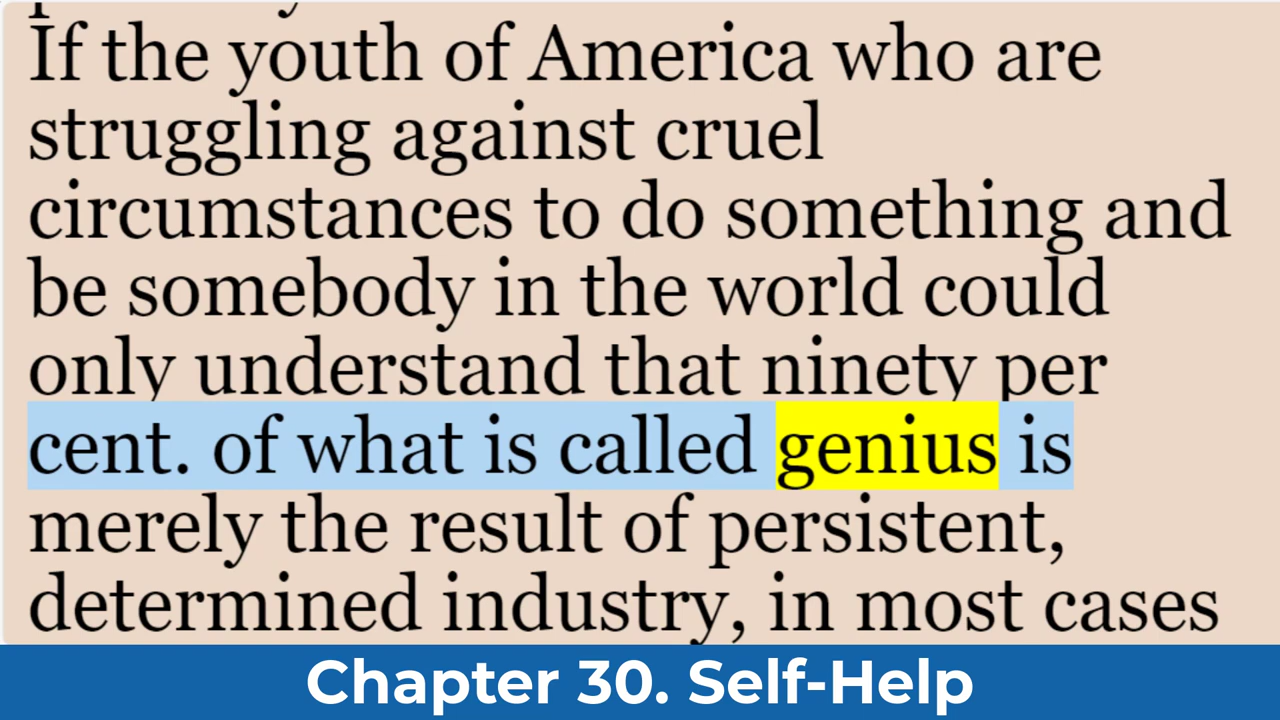 If the youth of America who are
struggling against cruel
circumstances to do something and
be somebody in the world could
only understand that ninety per
cent. of what is called genius is
merely the result of persistent,
determined industry, in most cases
Chapter 30. Self-Help